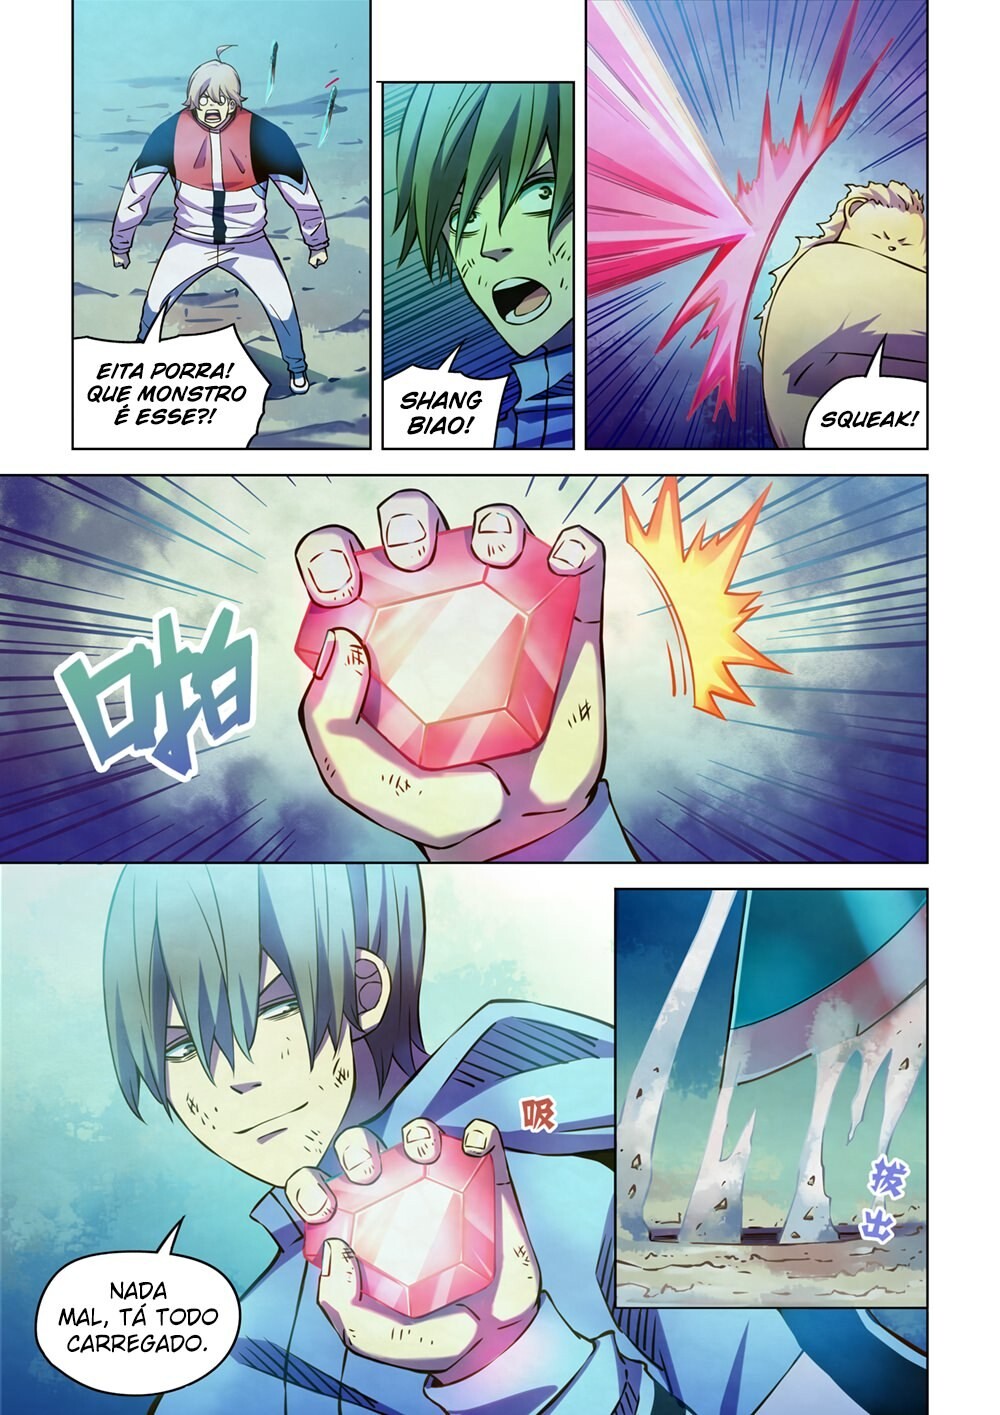 EITA PORRA!
QUE MONSTRO
É ESSE?!
SHANG
BIAO!
SQUEAK!
啪
吸
拔
出
NADA
MAL, TÁ TODO
CARREGADO.